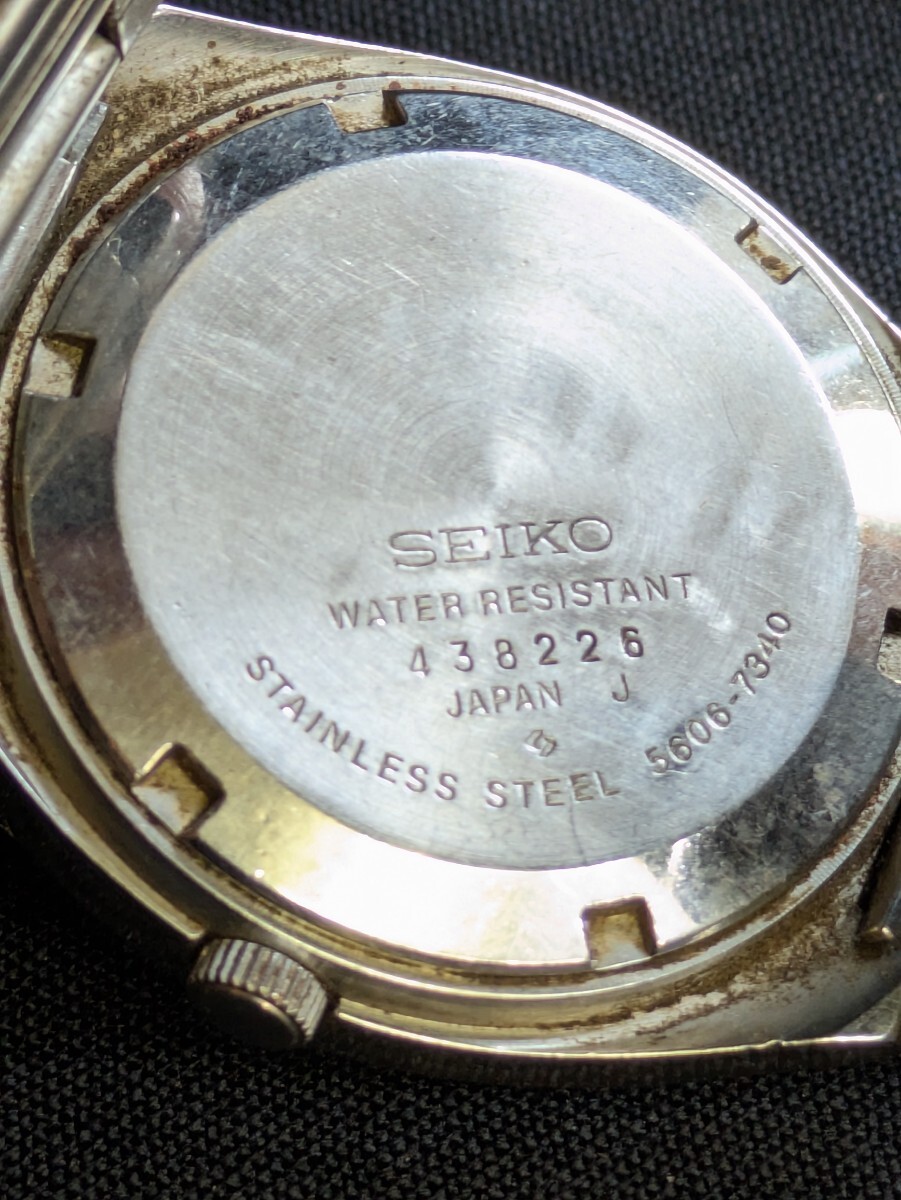 SEIKO
WATER RESISTANT
438226
JAPAN J
STAINLESS STEEL 5606-7340